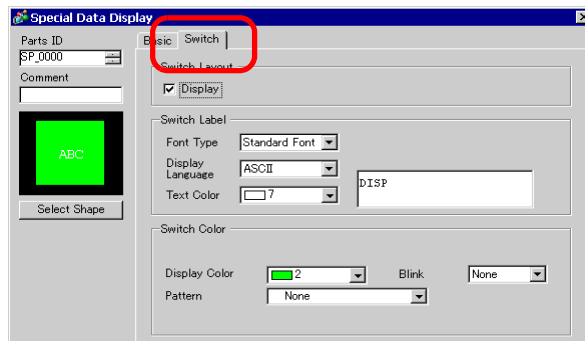 Special Data Display
Parts ID
SP_0000
Comment
ABC
Select Shape
Basic Switch
Switch Layout
Display
Switch Label
Font Type Standard Font
Display Language ASCII
Text Color 7
DISP
Switch Color
Display Color 2 Blink None
Pattern None